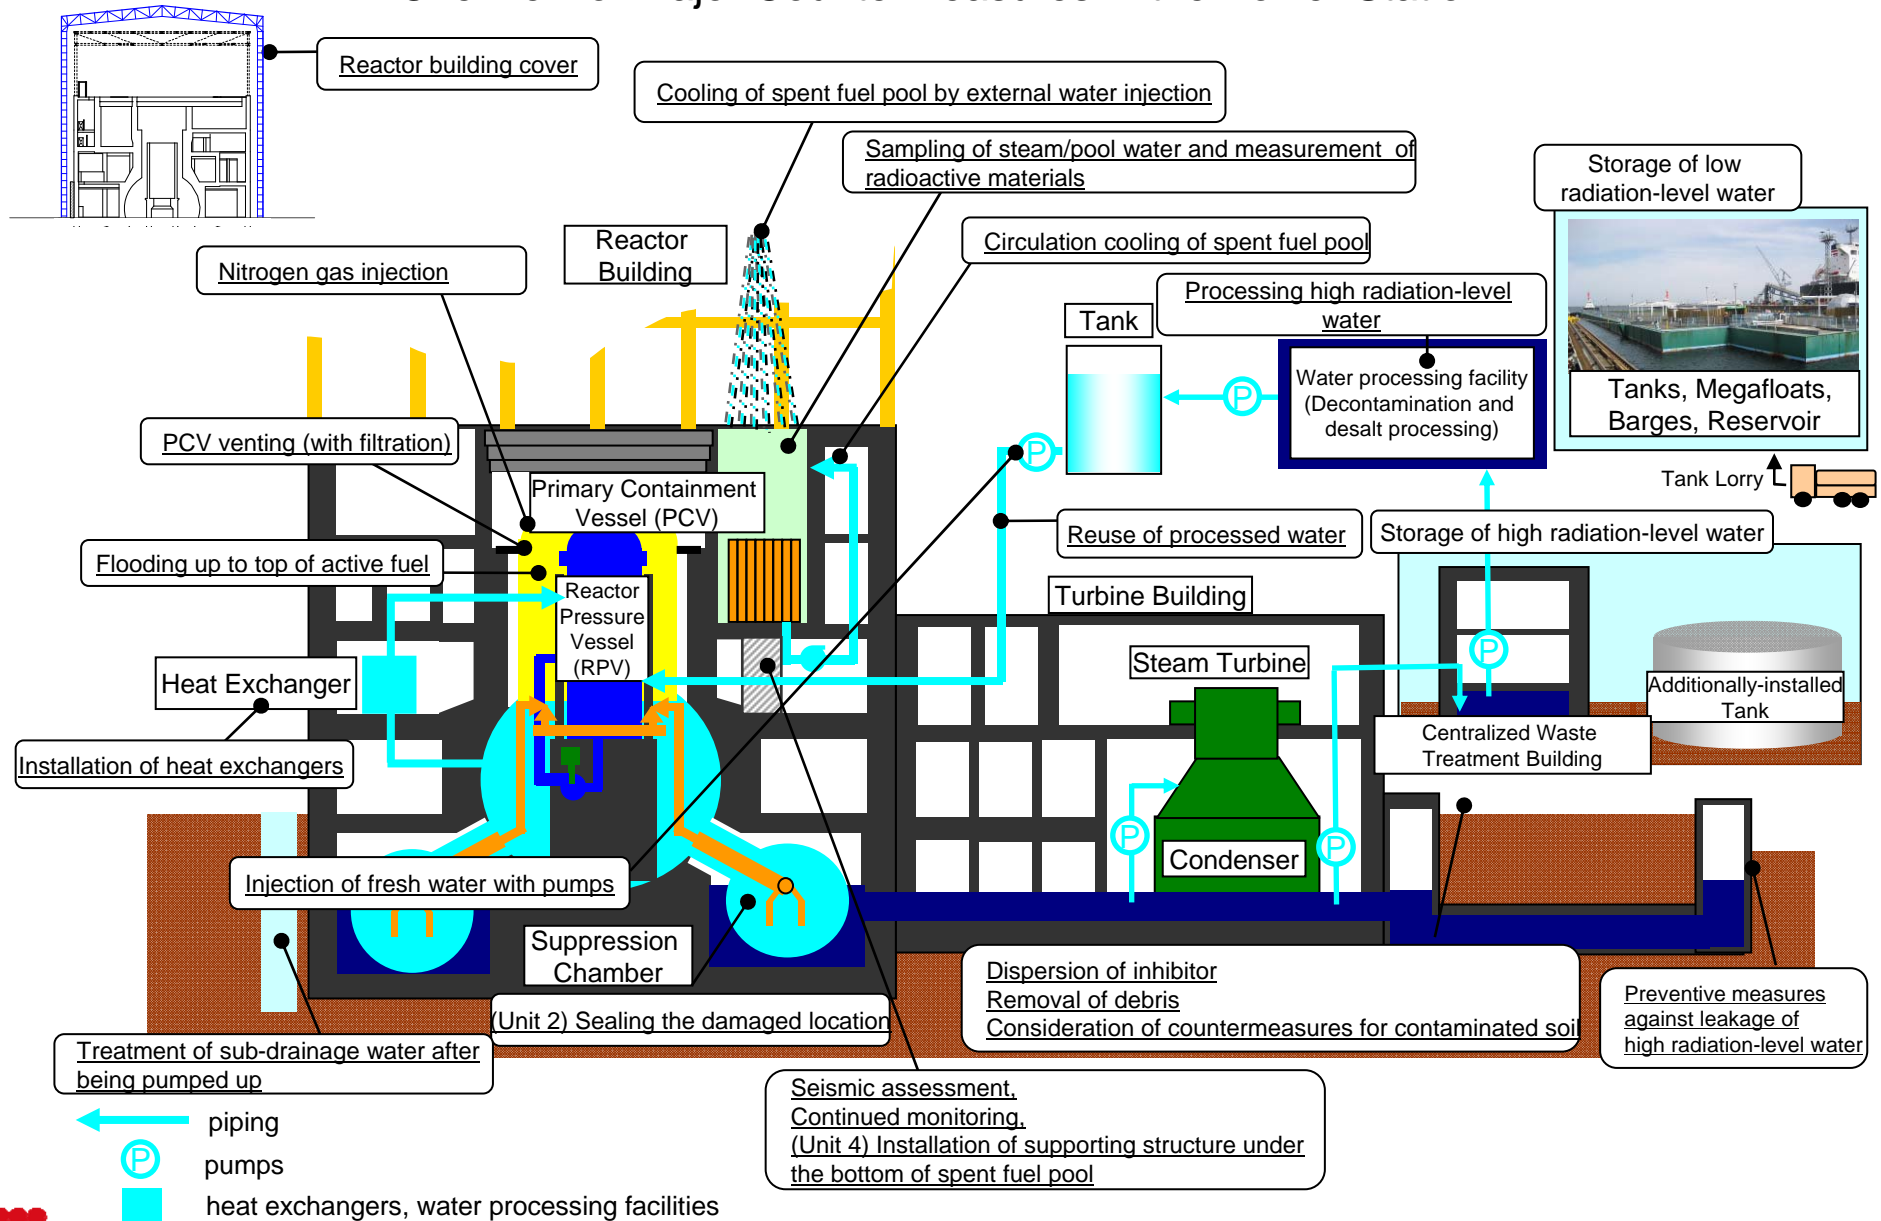 Reactor building cover
Cooling of spent fuel pool by external water injection
Sampling of steam/pool water and measurement of
radioactive materials
Storage of low
radiation-level water
Reactor
Building
Circulation cooling of spent fuel pool
Nitrogen gas injection
Processing high radiation-level
water
Tank
P
Water processing facility
(Decontamination and
desalt processing)
Tanks, Megafloats,
Barges, Reservoir
PCV venting (with filtration)
P
Tank Lorry
Primary Containment
Vessel (PCV)
Reuse of processed water
Storage of high radiation-level water
Flooding up to top of active fuel
Reactor
Pressure
Vessel
(RPV)
Turbine Building
P
Steam Turbine
Heat Exchanger
Additionally-installed
Tank
Centralized Waste
Treatment Building
Installation of heat exchangers
P
P
Condenser
Injection of fresh water with pumps
Suppression
Chamber
Dispersion of inhibitor
Removal of debris
Consideration of countermeasures for contaminated soil
Preventive measures
against leakage of
high radiation-level water
(Unit 2) Sealing the damaged location
Treatment of sub-drainage water after
being pumped up
Seismic assessment,
Continued monitoring,
(Unit 4) Installation of supporting structure under
the bottom of spent fuel pool
piping
P
pumps
heat exchangers, water processing facilities